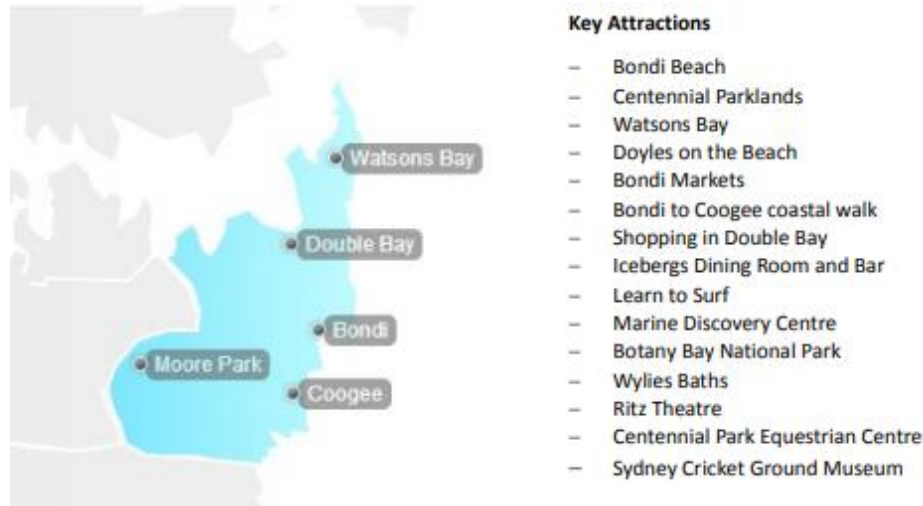 Watsons Bay
Double Bay
Bondi
Moore Park
Coogee
Key Attractions
– Bondi Beach
– Centennial Parklands
– Watsons Bay
– Doyles on the Beach
– Bondi Markets
– Bondi to Coogee coastal walk
– Shopping in Double Bay
– Icebergs Dining Room and Bar
– Learn to Surf
– Marine Discovery Centre
– Botany Bay National Park
– Wylies Baths
– Ritz Theatre
– Centennial Park Equestrian Centre
– Sydney Cricket Ground Museum